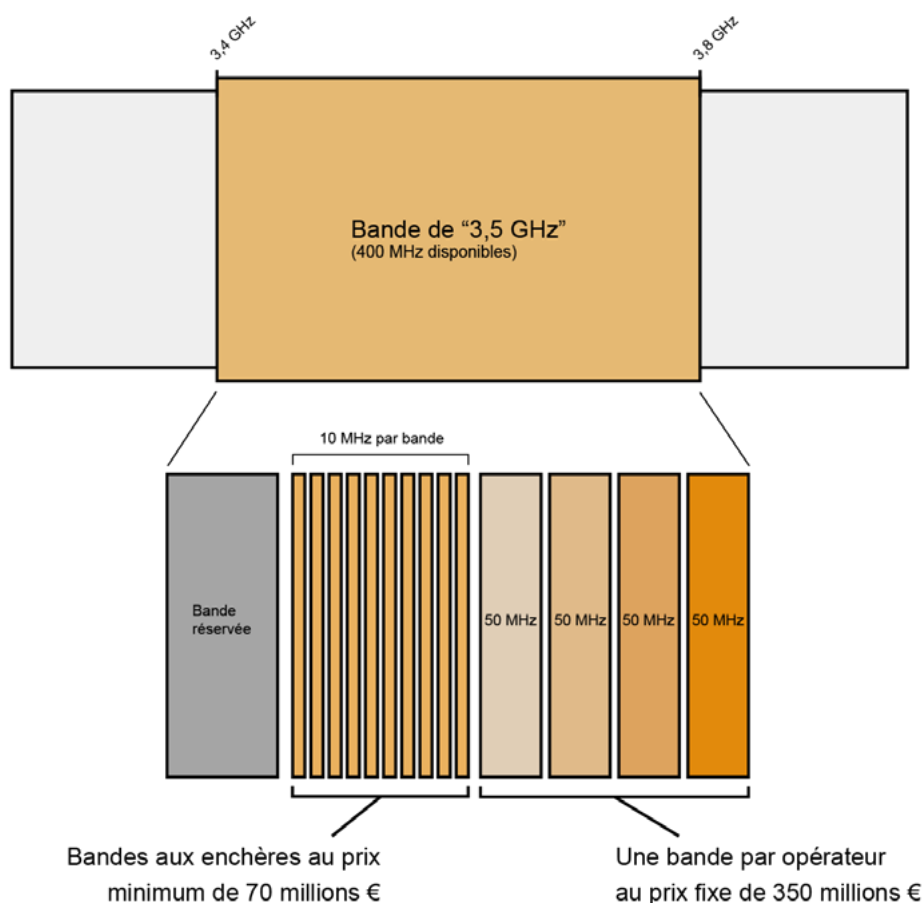 3,4 GHz
3,8 GHz
Bande de “3,5 GHz”
(400 MHz disponibles)
10 MHz par bande
Bande
réservée
50 MHz
50 MHz
50 MHz
50 MHz
Bandes aux enchères au prix
minimum de 70 millions €
Une bande par opérateur
au prix fixe de 350 millions €